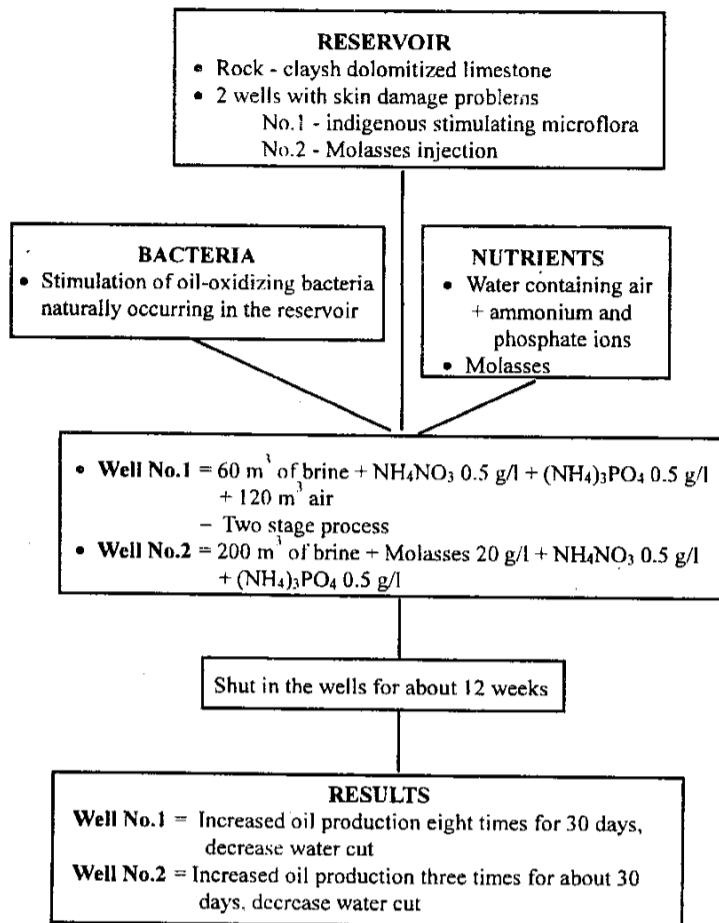 RESERVOIR
• Rock - claysh dolomitized limestone
• 2 wells with skin damage problems
No.1 - indigenous stimulating microflora
No.2 - Molasses injection
BACTERIA
• Stimulation of oil-oxidizing bacteria
naturally occurring in the reservoir
NUTRIENTS
• Water containing air
+ ammonium and
phosphate ions
• Molasses
• Well No.1 = 60 m³ of brine + NH₄NO₃ 0.5 g/l + (NH₄)₃PO₄ 0.5 g/l
+ 120 m³ air
– Two stage process
• Well No.2 = 200 m³ of brine + Molasses 20 g/l + NH₄NO₃ 0.5 g/l
+ (NH₄)₃PO₄ 0.5 g/l
Shut in the wells for about 12 weeks
RESULTS
Well No.1 = Increased oil production eight times for 30 days,
decrease water cut
Well No.2 = Increased oil production three times for about 30
days, decrease water cut